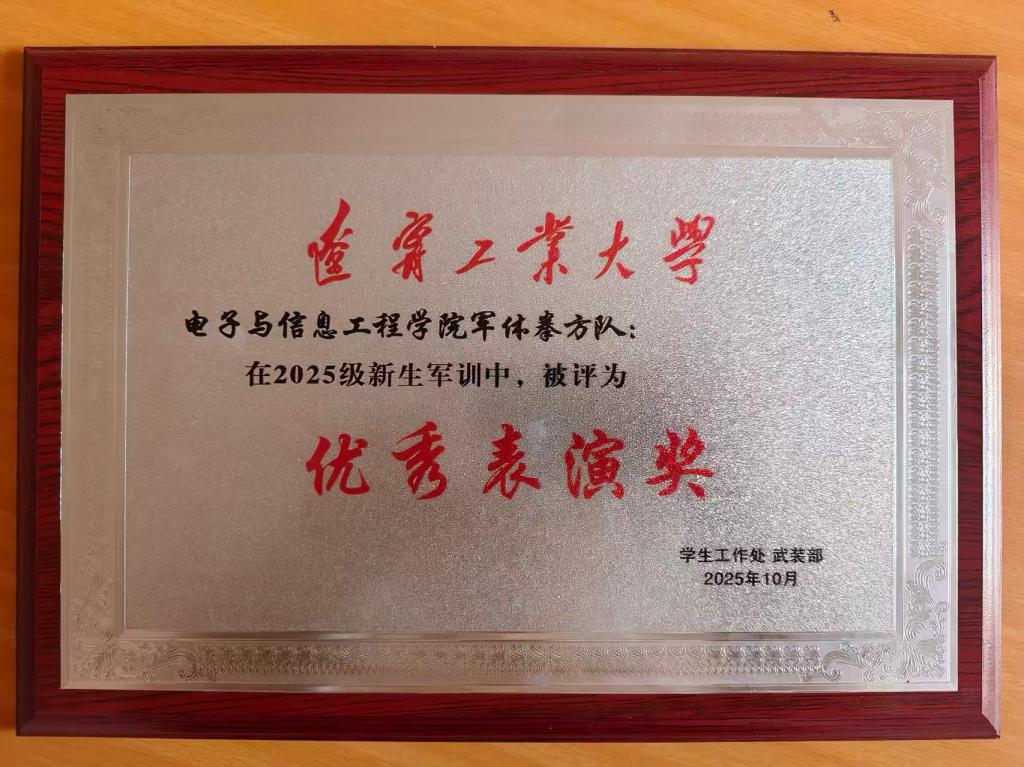 辽宁工业大學
电子与信息工程学院军体拳方队：
在2025级新生军训中，被评为
优秀表演奖
学生工作处 武装部
2025年10月